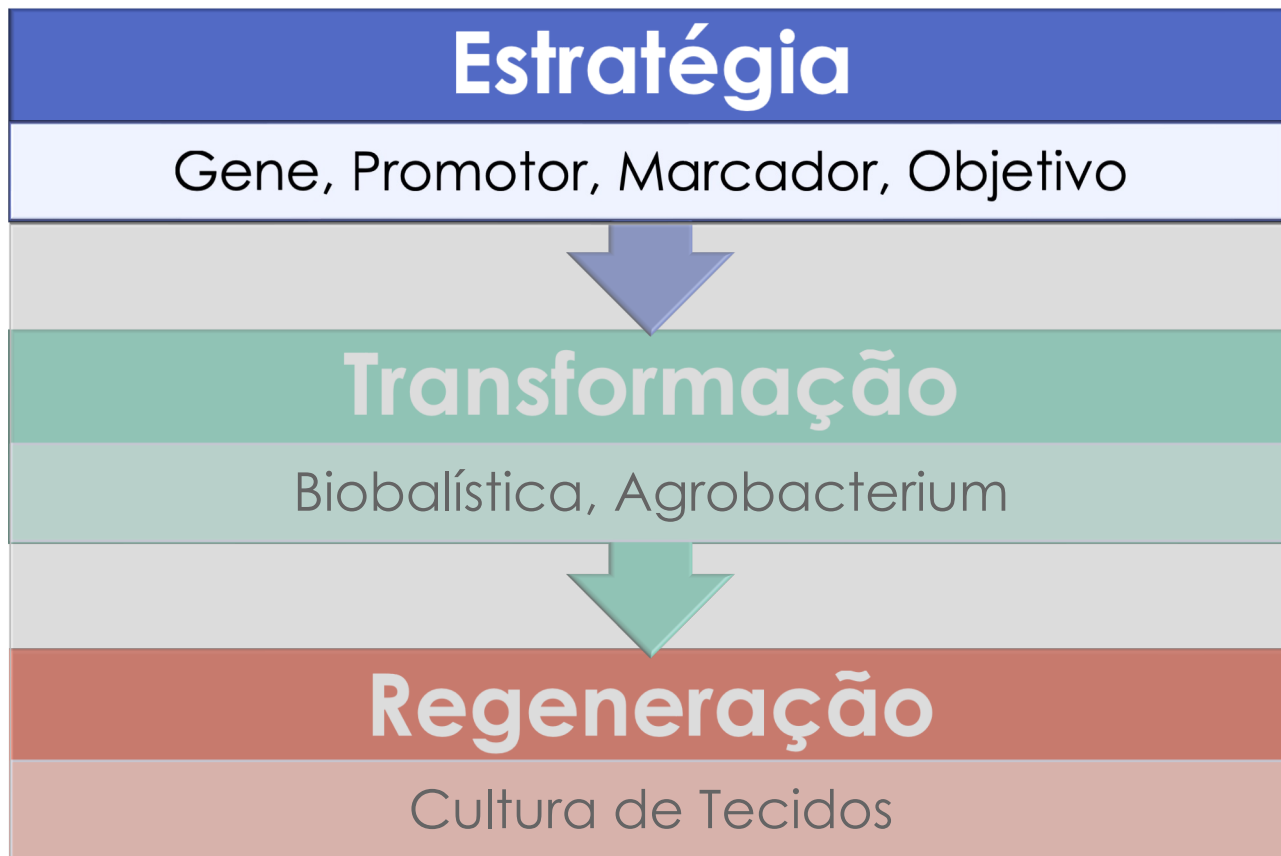 Estratégia
Gene, Promotor, Marcador, Objetivo
Transformação
Biobalística, Agrobacterium
Regeneração
Cultura de Tecidos